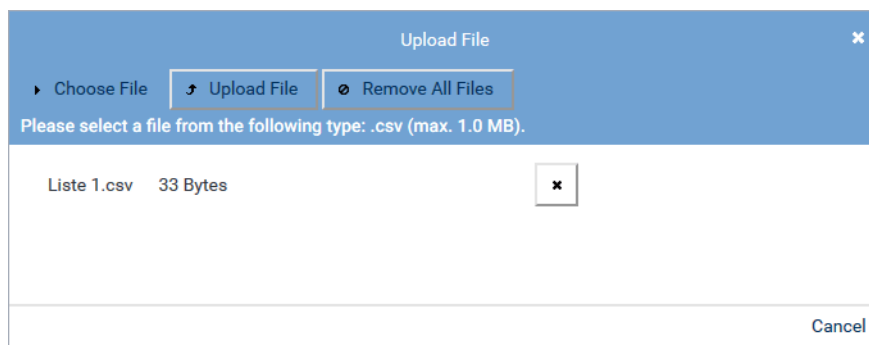 Upload File
Choose File Upload File Remove All Files
Please select a file from the following type: .csv (max. 1.0 MB).
Liste 1.csv 33 Bytes
Cancel